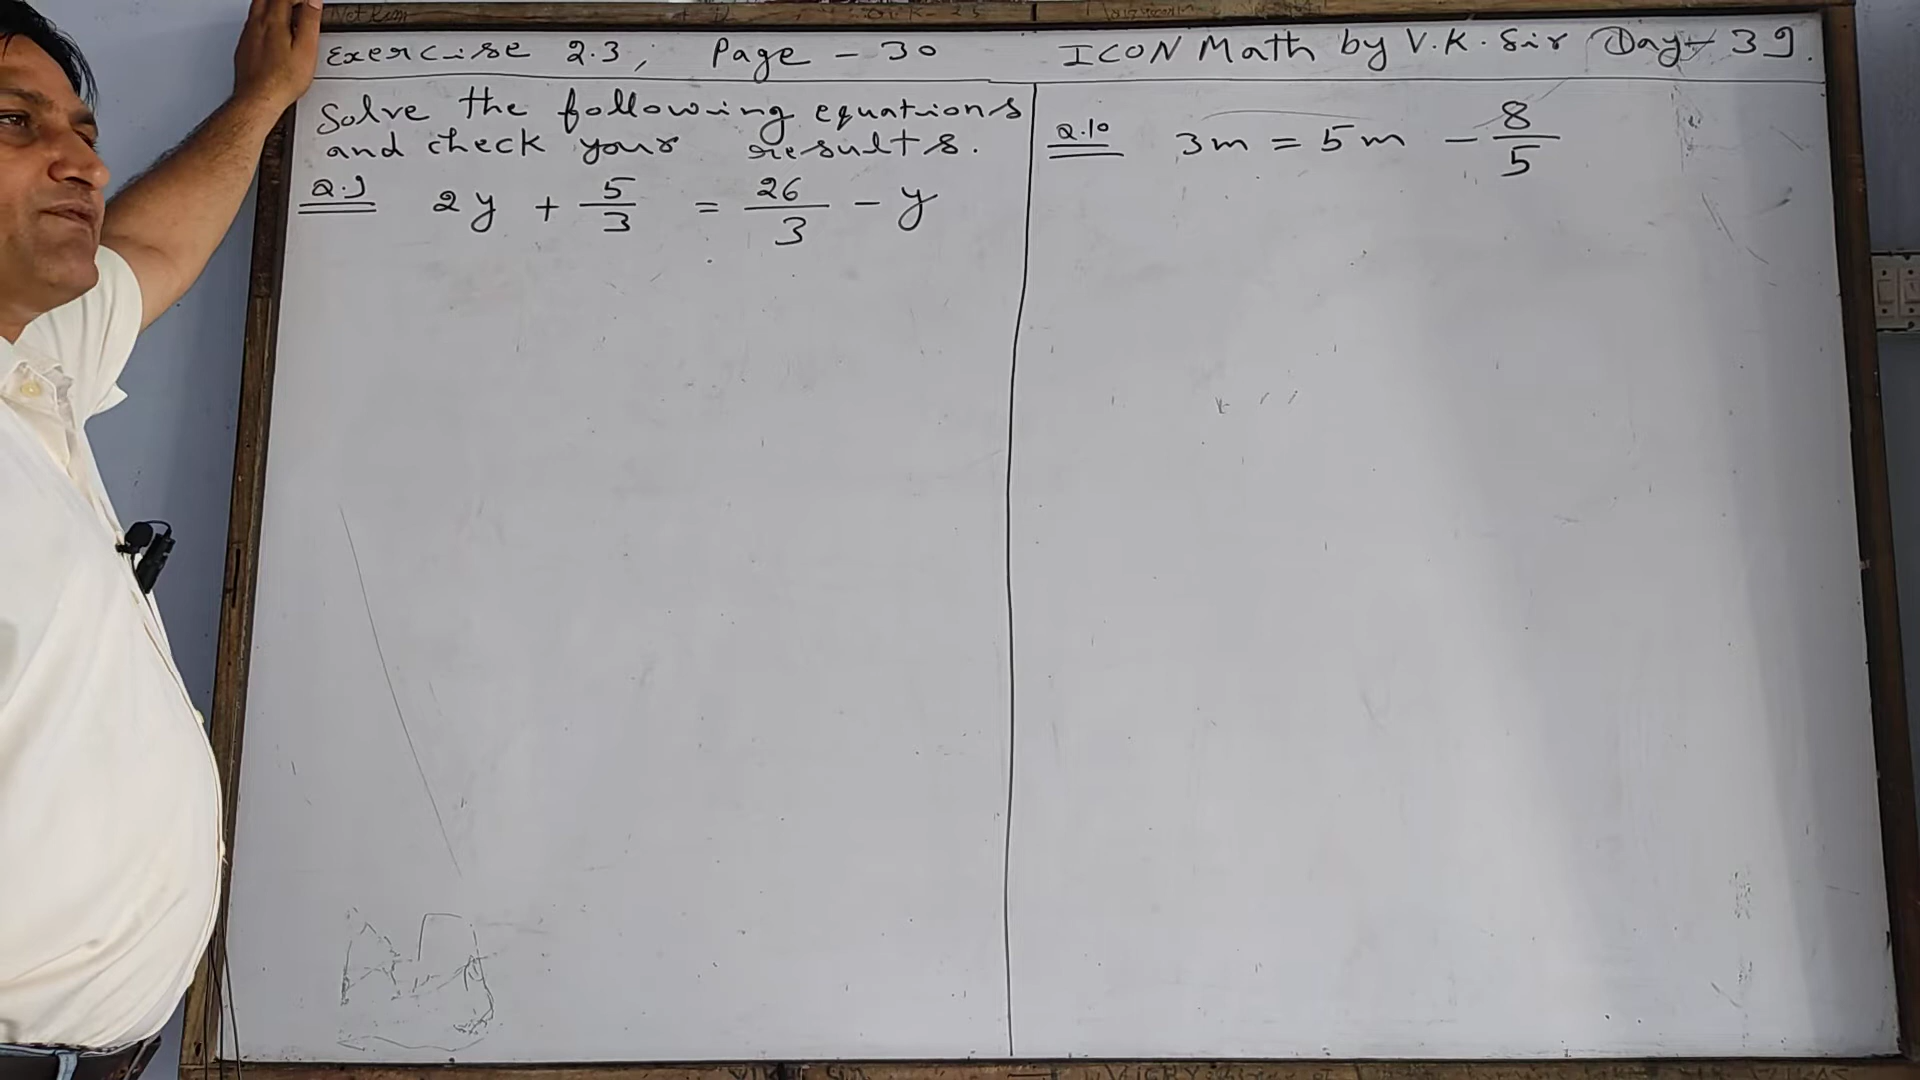 Exercise 2.3, Page - 30
ICON Math by V.K. Sir Day-39.
Solve the following equations
and check your results.
Q.9 2y + 5/3 = 26/3 - y
Q.10 3m = 5m - 8/5